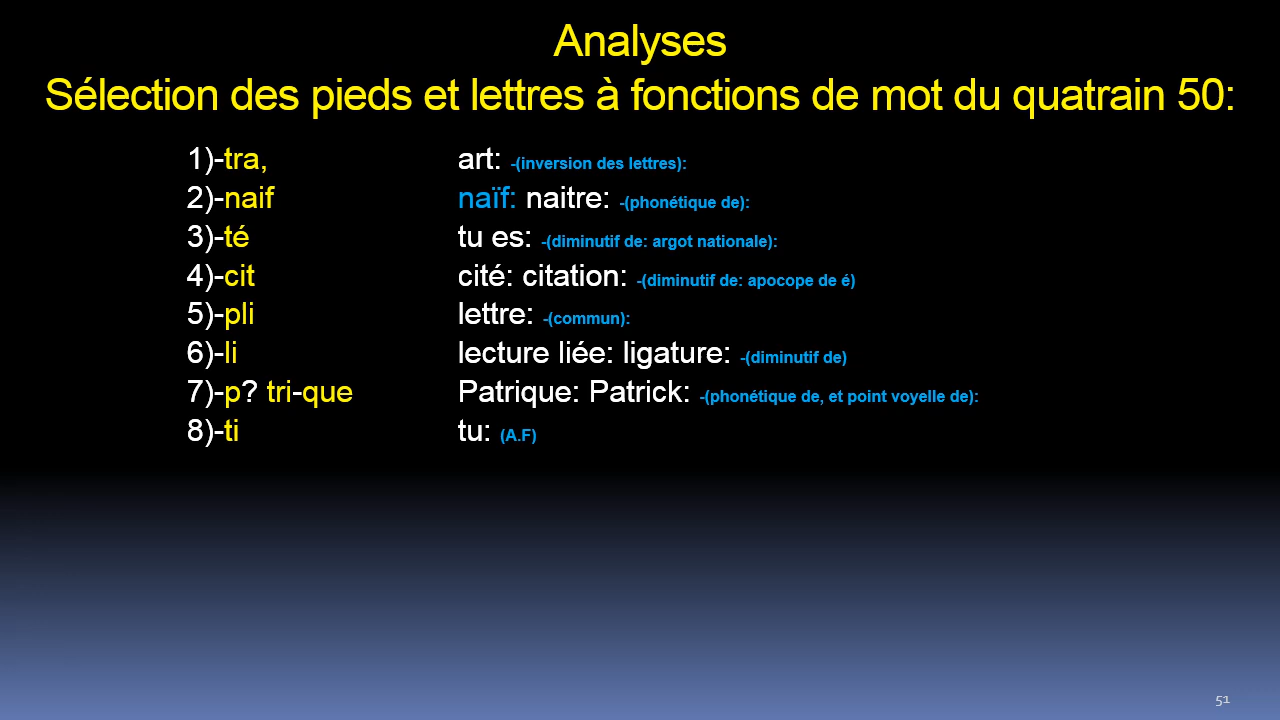 Analyses
Sélection des pieds et lettres à fonctions de mot du quatrain 50:
1)-tra, art: -(inversion des lettres):
2)-naif naïf: naitre: -(phonétique de):
3)-té tu es: -(diminutif de: argot nationale):
4)-cit cité: citation: -(diminutif de: apocope de é)
5)-pli lettre: -(commun):
6)-li lecture liée: ligature: -(diminutif de)
7)-p? tri-que Patrique: Patrick: -(phonétique de, et point voyelle de):
8)-ti tu: (A.F)
51